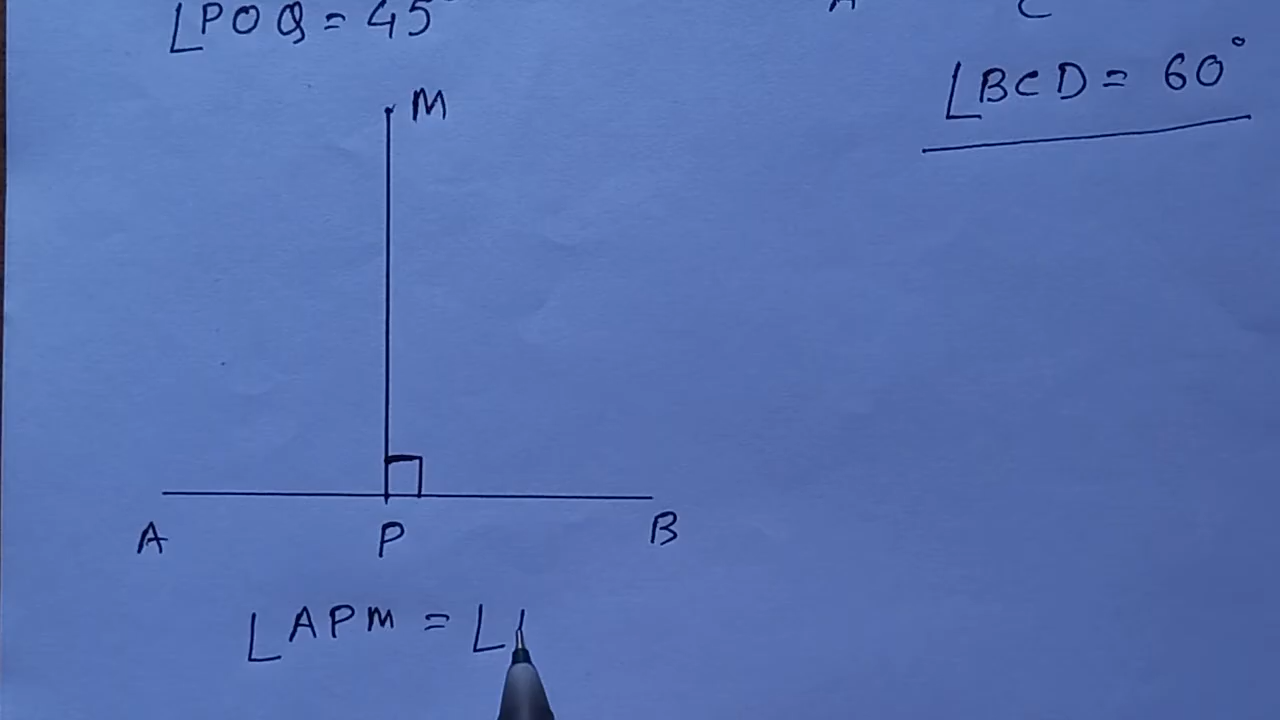 ∠POQ = 45°
A C
∠BCD = 60°
M
A P B
∠APM = ∠